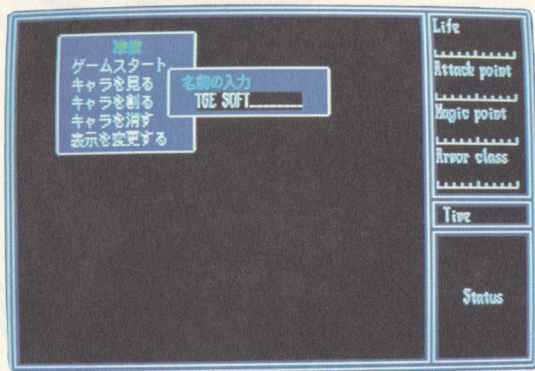 準備
ゲームスタート
キャラを見る
キャラを創る
キャラを消す
表示を変更する
名前の入力
TGE SOFT
Life
Attack point
Magic point
Armor class
Time
Status